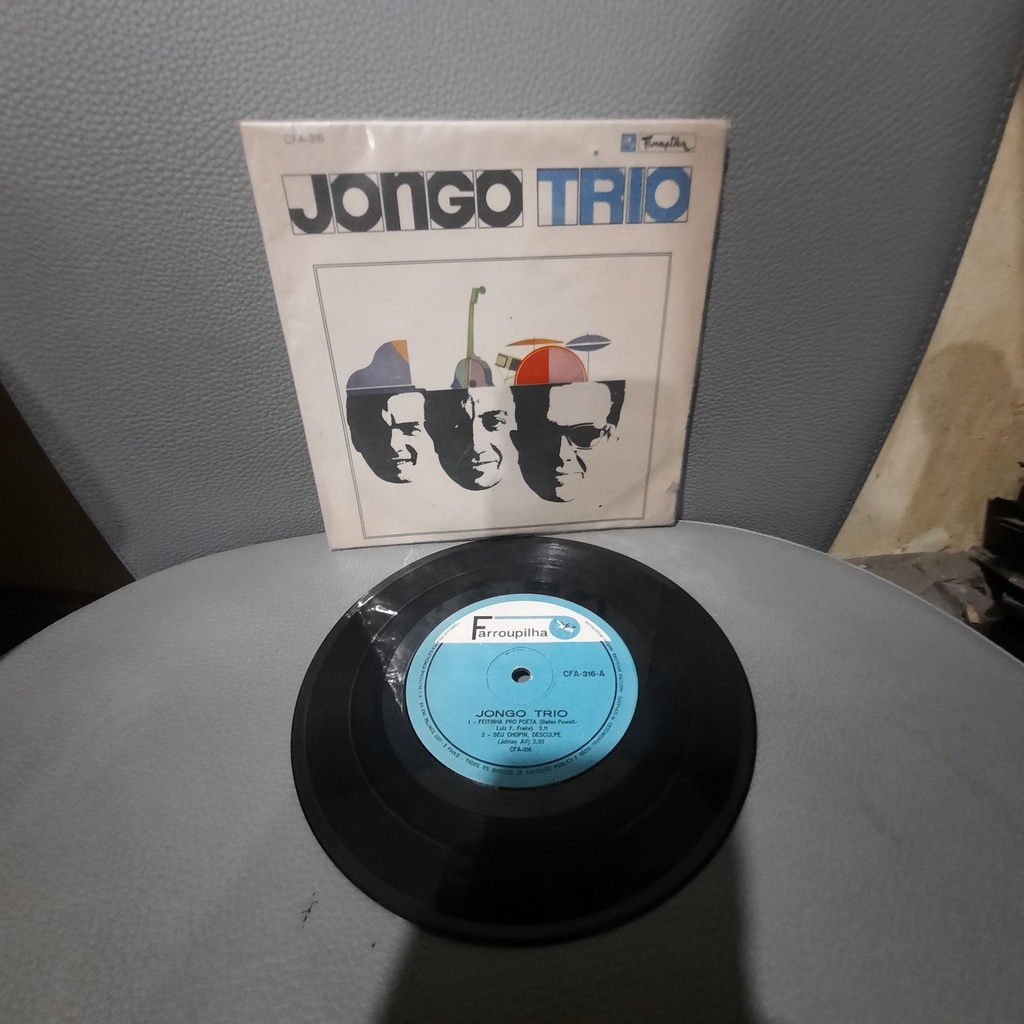 CFA-316
Farroupilha
JONGO TRIO
Farroupilha
CFA-316-A
JONGO TRIO
1 - FEITINHA PRO POÉTA (Baden Powell-
Luiz F. Freire) 3,11
2 - SEU CHOPIN, DESCULPE
(Johnny Alf) 2,33
CFA-316